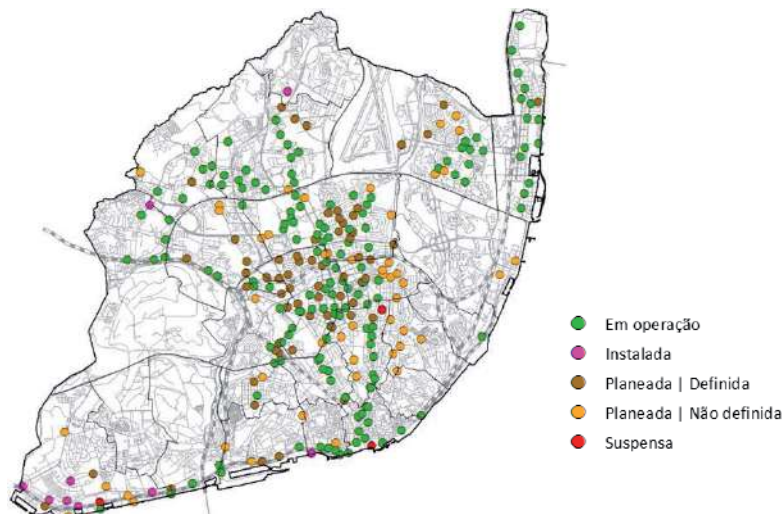 Em operação
Instalada
Planeada | Definida
Planeada | Não definida
Suspensa